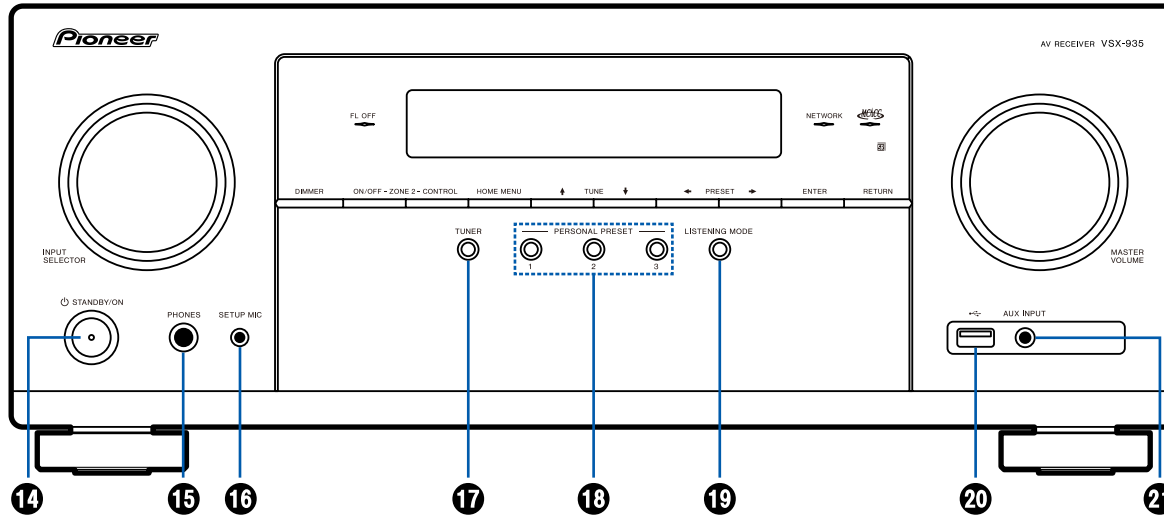 Pioneer
AV RECEIVER VSX-935
FL OFF
NETWORK
MCACC
DIMMER ON/OFF - ZONE 2 - CONTROL HOME MENU TUNE PRESET ENTER RETURN
TUNER PERSONAL PRESET LISTENING MODE
1 2 3
INPUT
SELECTOR
MASTER
VOLUME
STANDBY/ON
PHONES SETUP MIC
AUX INPUT
14 15 16 17 18 19 20 21